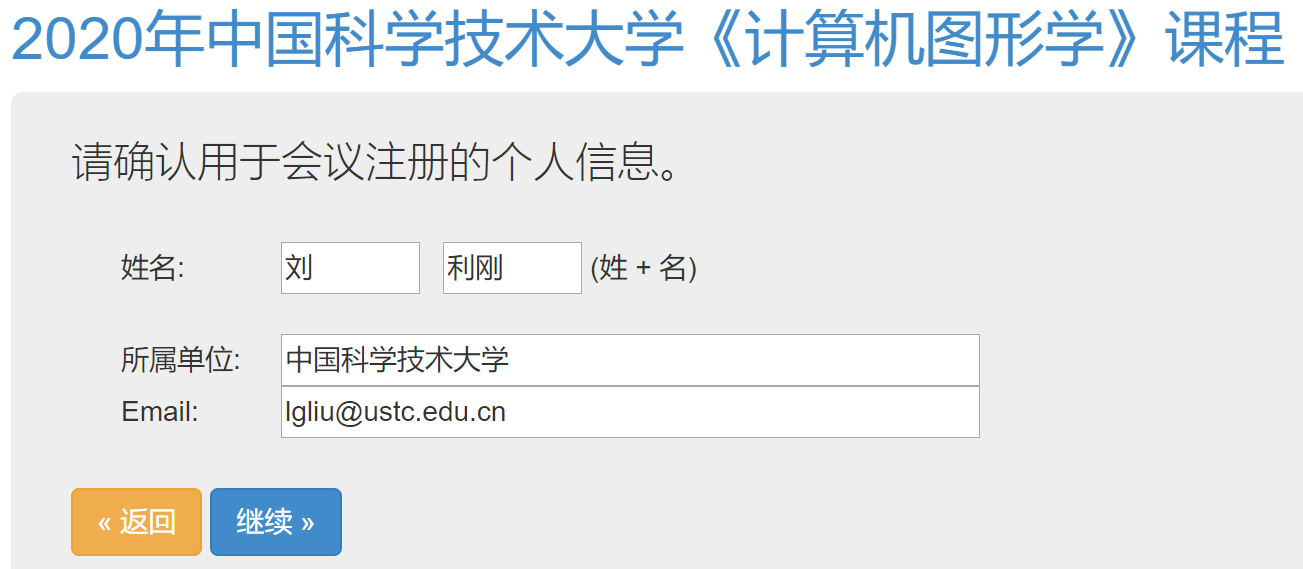 2020年中国科学技术大学《计算机图形学》课程
请确认用于会议注册的个人信息。
姓名: 刘 利刚 (姓 + 名)
所属单位: 中国科学技术大学
Email: lgliu@ustc.edu.cn
« 返回 继续 »